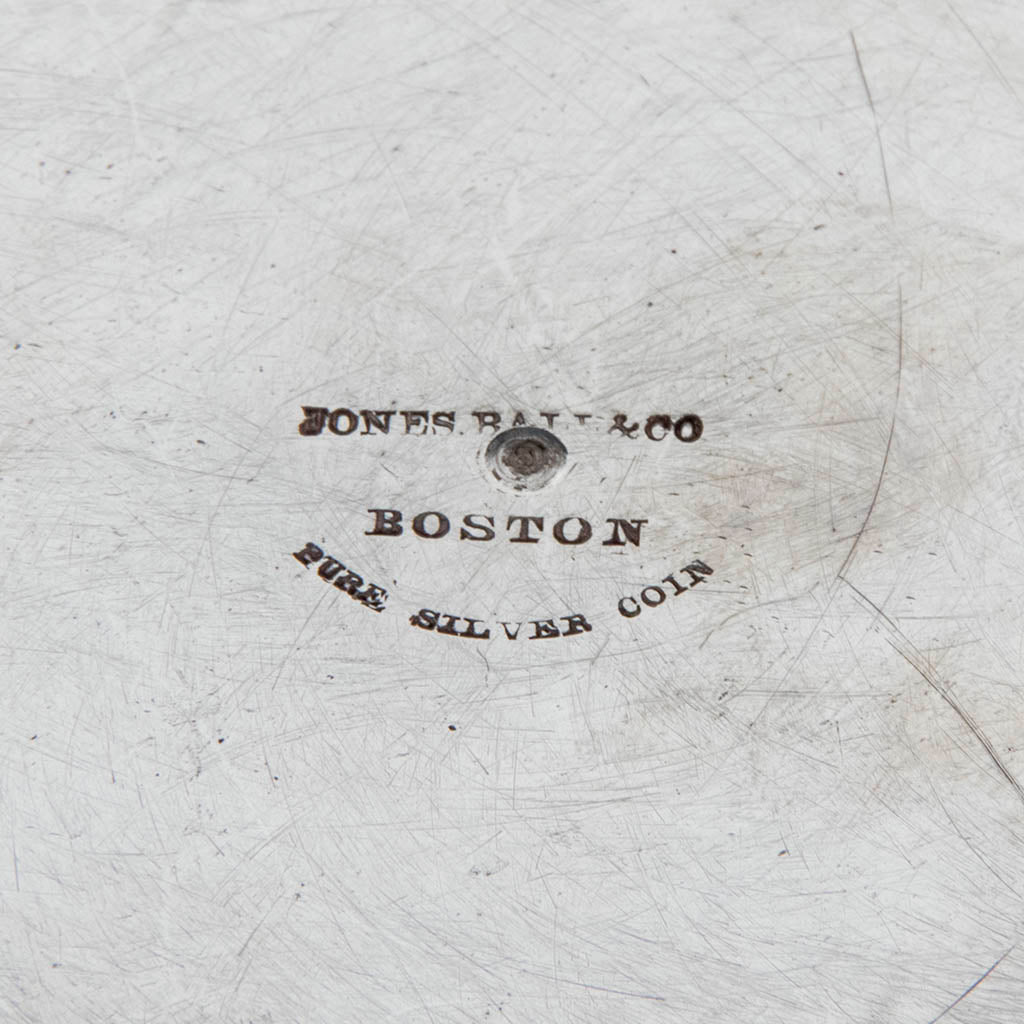 JONES. BALL & CO
BOSTON
PURE SILVER COIN